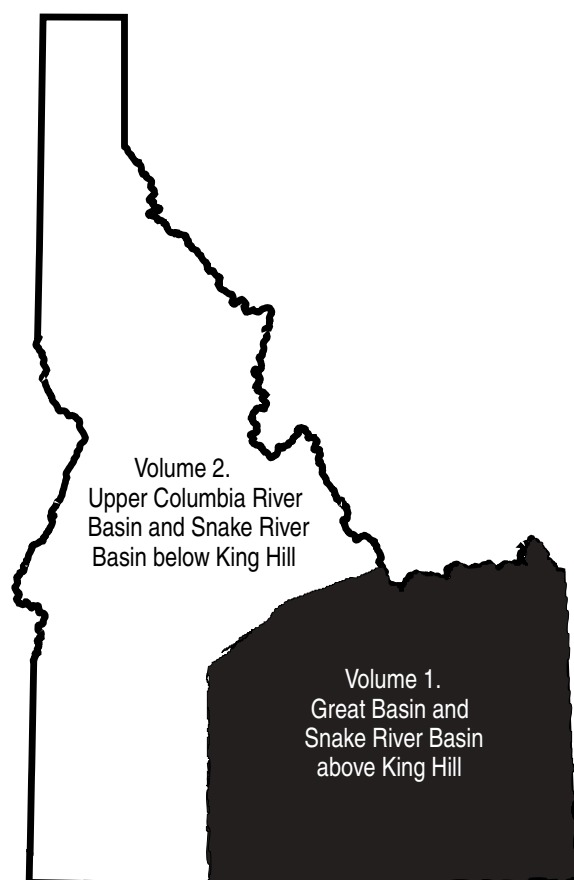 Volume 2.
Upper Columbia River
Basin and Snake River
Basin below King Hill
Volume 1.
Great Basin and
Snake River Basin
above King Hill